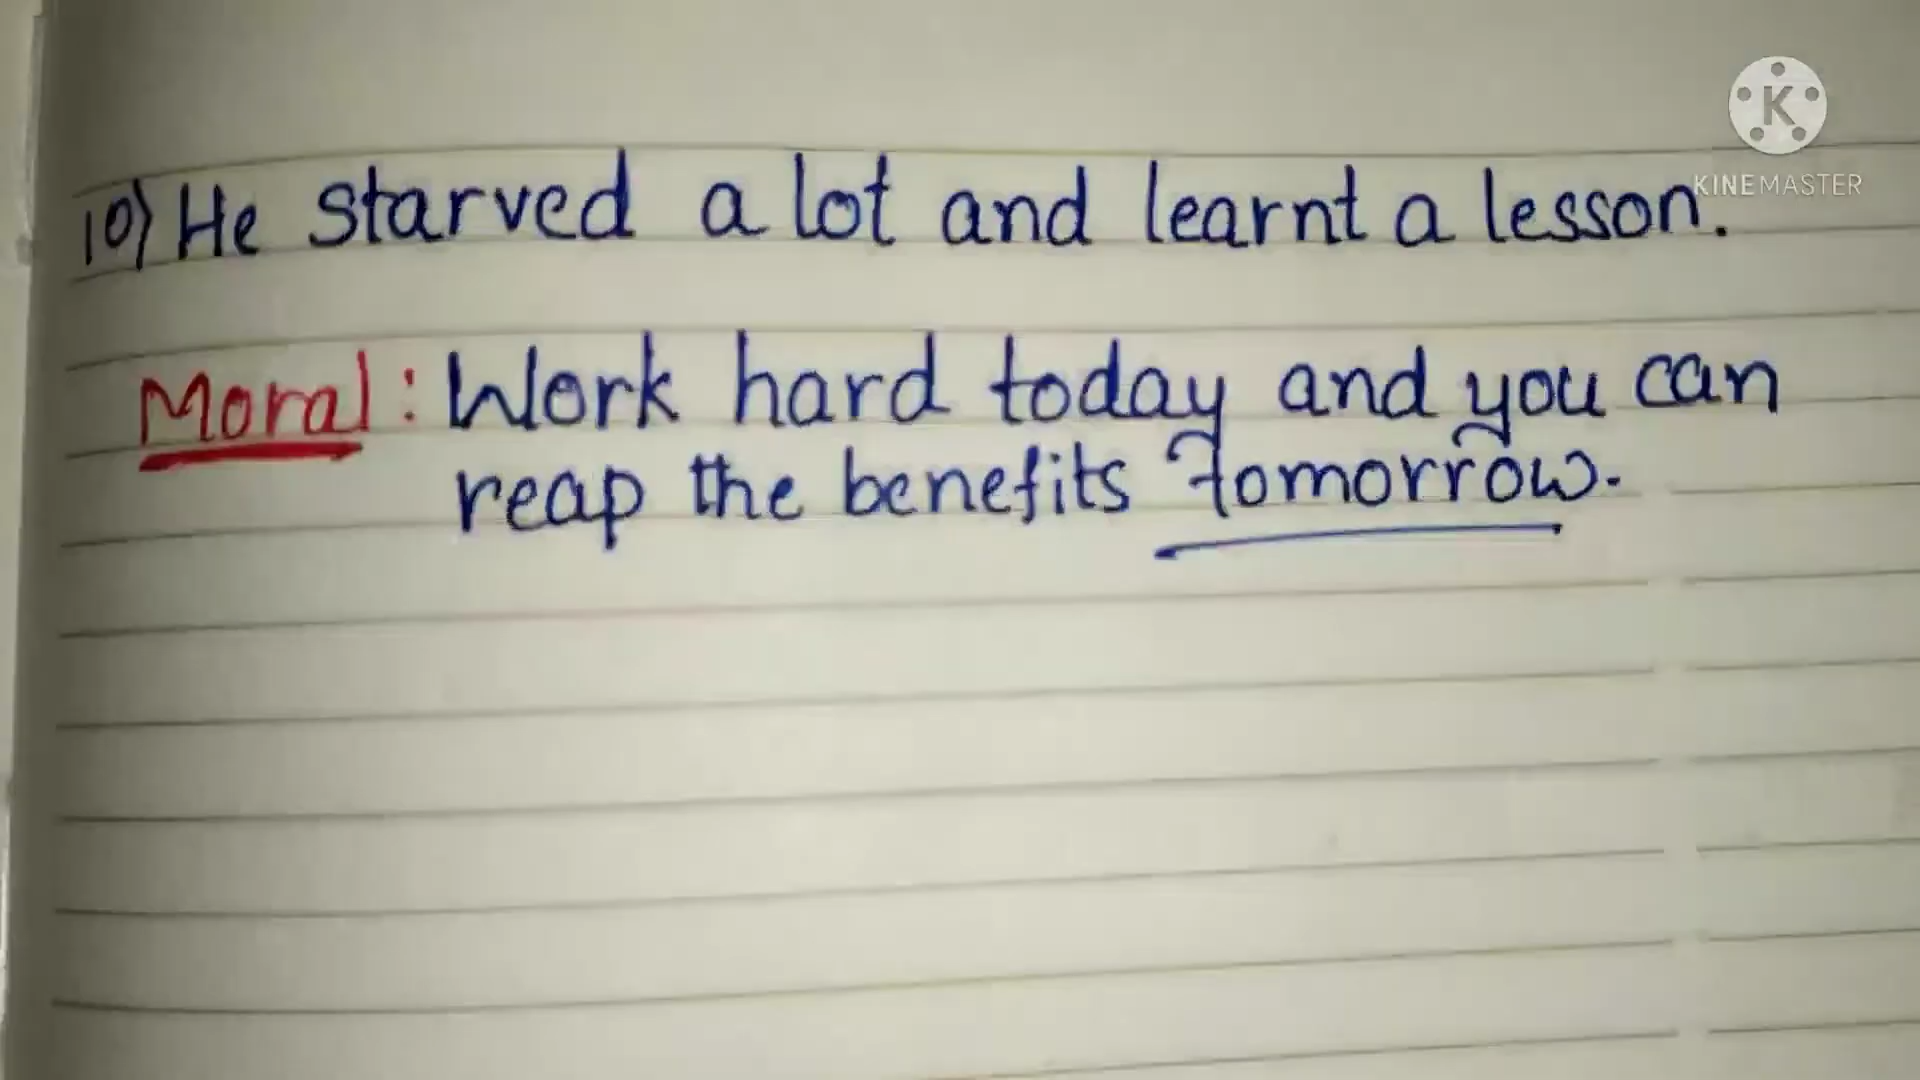 10) He starved a lot and learnt a lesson.
Moral: Work hard today and you can
reap the benefits tomorrow.
K
KINEMASTER